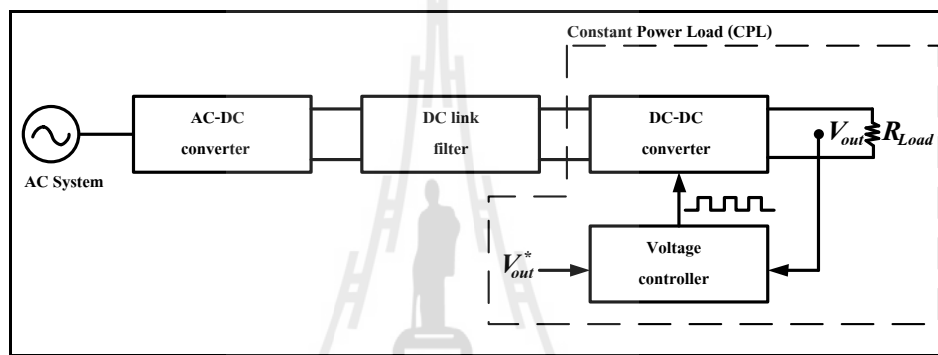 Constant Power Load (CPL)
AC System
AC-DC
converter
DC link
filter
DC-DC
converter
V_out
R_Load
V*_out
Voltage
controller